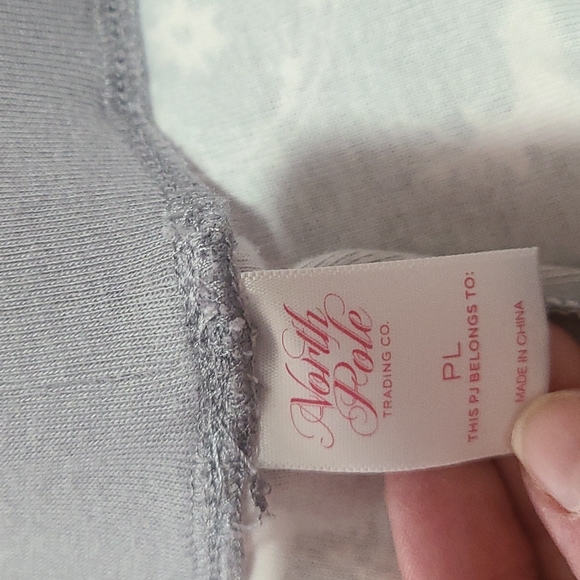 North
Pole
TRADING CO.
PL
THIS PJ BELONGS TO:
MADE IN CHINA